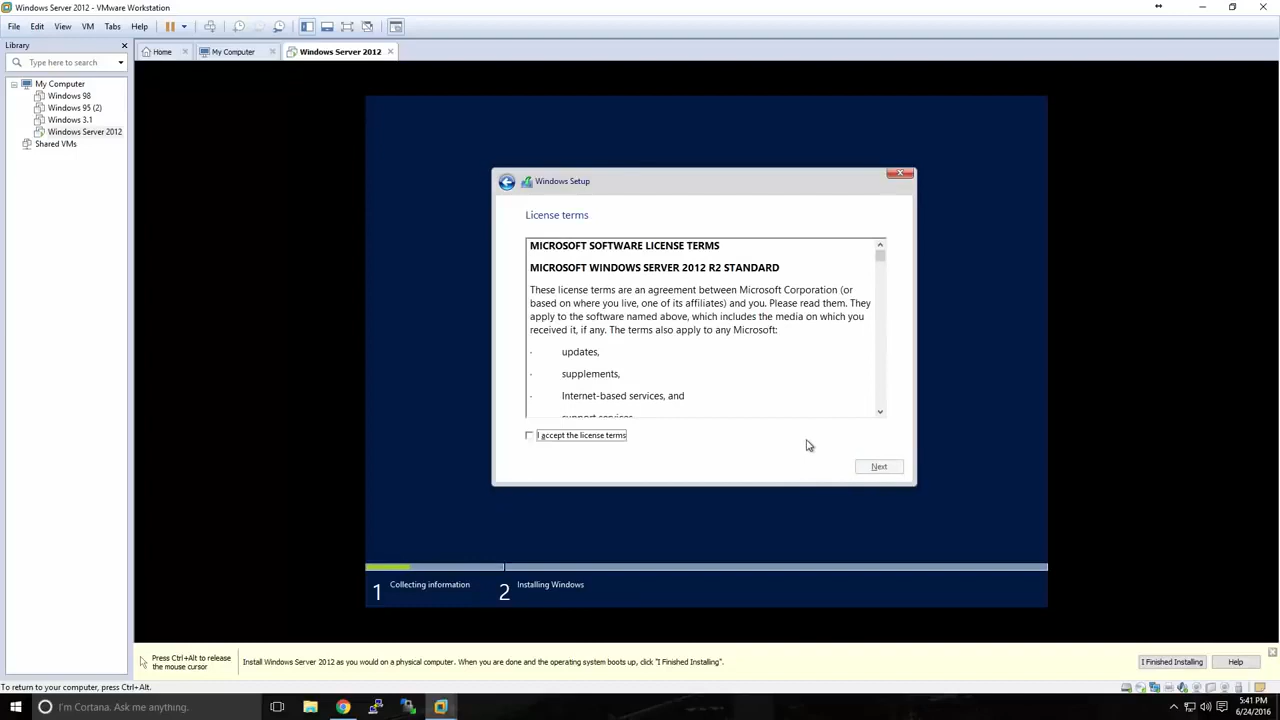 Windows Server 2012 - VMware Workstation
File Edit View VM Tabs Help
Library
Type here to search
Home My Computer Windows Server 2012
My Computer
Windows 98
Windows 95 (2)
Windows 3.1
Windows Server 2012
Shared VMs
Windows Setup
License terms
MICROSOFT SOFTWARE LICENSE TERMS
MICROSOFT WINDOWS SERVER 2012 R2 STANDARD
These license terms are an agreement between Microsoft Corporation (or
based on where you live, one of its affiliates) and you. Please read them. They
apply to the software named above, which includes the media on which you
received it, if any. The terms also apply to any Microsoft:
· updates,
· supplements,
· Internet-based services, and
support services
I accept the license terms
Next
1 Collecting information 2 Installing Windows
Press Ctrl+Alt to release
the mouse cursor
Install Windows Server 2012 as you would on a physical computer. When you are done and the operating system boots up, click "I Finished Installing".
I Finished Installing Help
To return to your computer, press Ctrl+Alt.
I'm Cortana. Ask me anything.
5:41 PM
6/24/2016